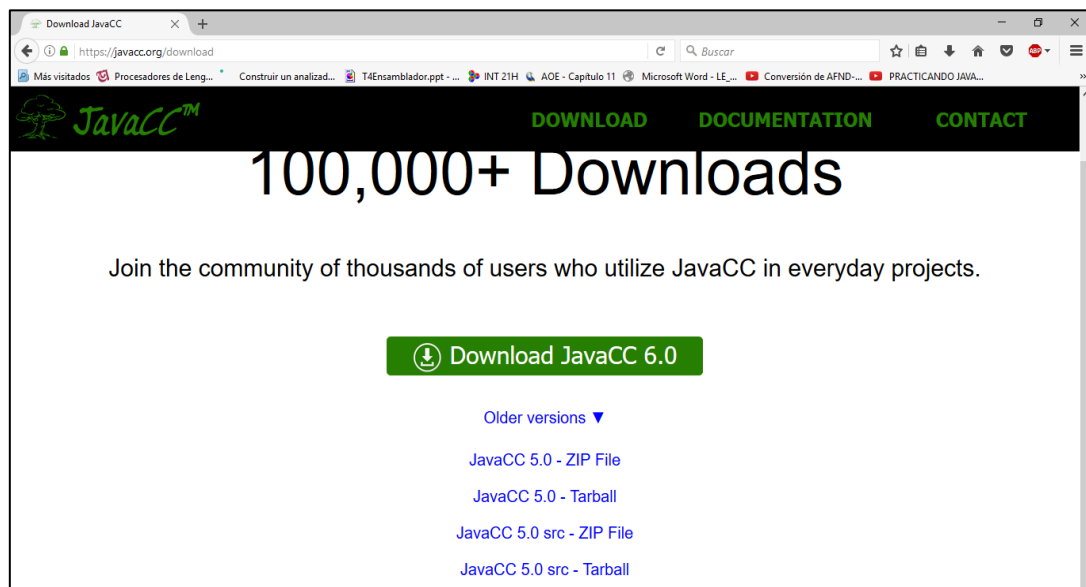 Download JavaCC
https://javacc.org/download
Buscar
Más visitados Procesadores de Leng... Construir un analizad... T4Ensamblador.ppt - ... INT 21H AOE - Capítulo 11 Microsoft Word - LE_... Conversión de AFND-... PRACTICANDO JAVA...
JavaCC™ DOWNLOAD DOCUMENTATION CONTACT
100,000+ Downloads
Join the community of thousands of users who utilize JavaCC in everyday projects.
Download JavaCC 6.0
Older versions ▼
JavaCC 5.0 - ZIP File
JavaCC 5.0 - Tarball
JavaCC 5.0 src - ZIP File
JavaCC 5.0 src - Tarball